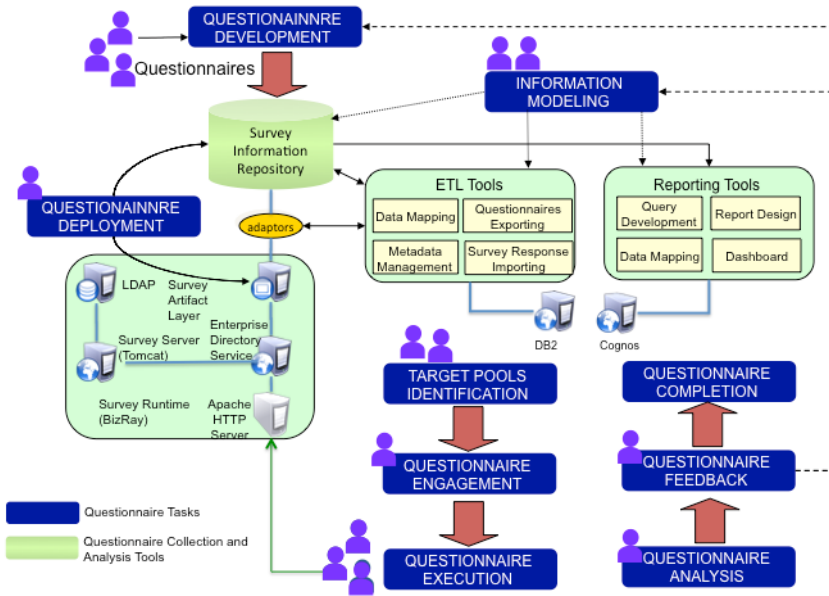 QUESTIONAINNRE
DEVELOPMENT
Questionnaires
INFORMATION
MODELING
Survey
Information
Repository
QUESTIONAINNRE
DEPLOYMENT
adaptors
ETL Tools
Data Mapping
Questionnaires
Exporting
Metadata
Management
Survey Response
Importing
Reporting Tools
Query
Development
Report Design
Data Mapping
Dashboard
LDAP
Survey
Artifact
Layer
Survey Server
(Tomcat)
Enterprise
Directory
Service
Survey Runtime
(BizRay)
Apache
HTTP
Server
DB2
Cognos
TARGET POOLS
IDENTIFICATION
QUESTIONNAIRE
ENGAGEMENT
QUESTIONNAIRE
EXECUTION
QUESTIONNAIRE
COMPLETION
QUESTIONNAIRE
FEEDBACK
QUESTIONNAIRE
ANALYSIS
Questionnaire Tasks
Questionnaire Collection and
Analysis Tools